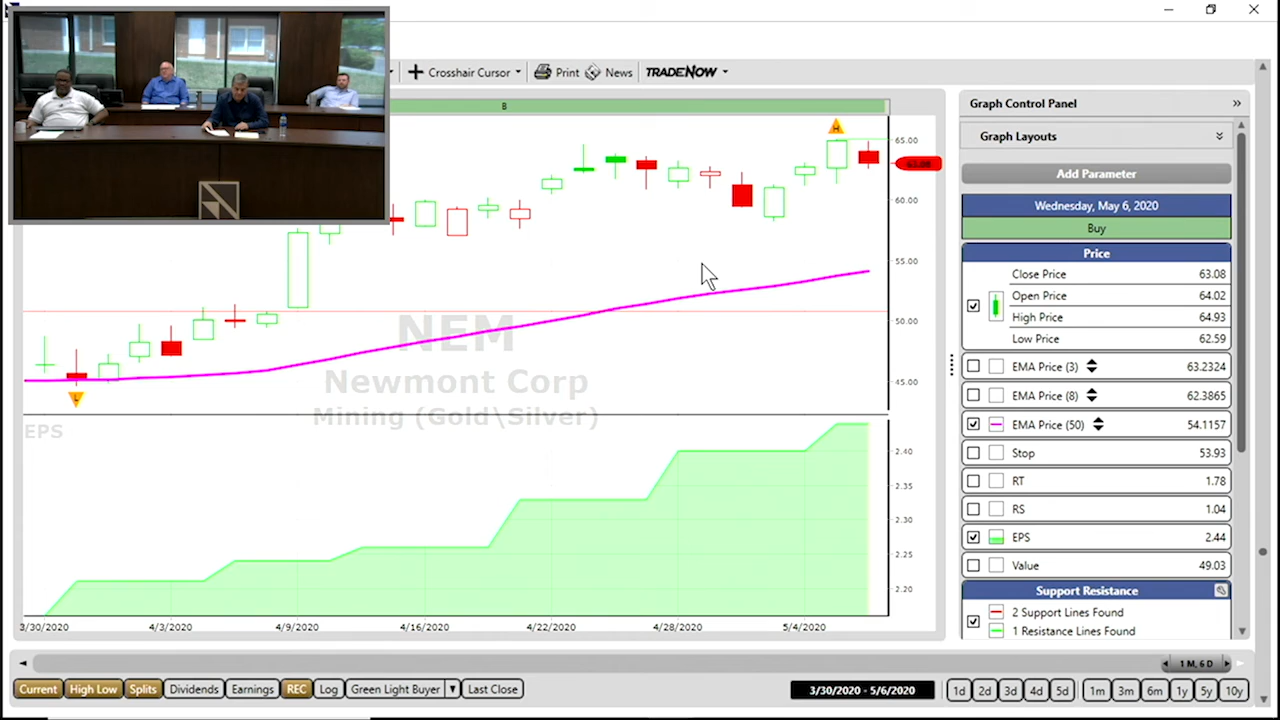 Crosshair Cursor
Print
News
TRADENOW
B
Graph Control Panel
Graph Layouts
Add Parameter
Wednesday, May 6, 2020
Buy
Price
Close Price 63.08
Open Price 64.02
High Price 64.93
Low Price 62.59
EMA Price (3) 63.2324
EMA Price (8) 62.3865
EMA Price (50) 54.1157
Stop 53.93
RT 1.78
RS 1.04
EPS 2.44
Value 49.03
Support Resistance
2 Support Lines Found
1 Resistance Lines Found
H
65.00
63.08
60.00
55.00
50.00
45.00
L
NEM
Newmont Corp
Mining (Gold\Silver)
EPS
2.40
2.35
2.30
2.25
2.20
3/30/2020 4/3/2020 4/9/2020 4/16/2020 4/22/2020 4/28/2020 5/4/2020
1 M, 6 D
Current High Low Splits Dividends Earnings REC Log Green Light Buyer Last Close 3/30/2020 - 5/6/2020 1d 2d 3d 4d 5d 1m 3m 6m 1y 5y 10y